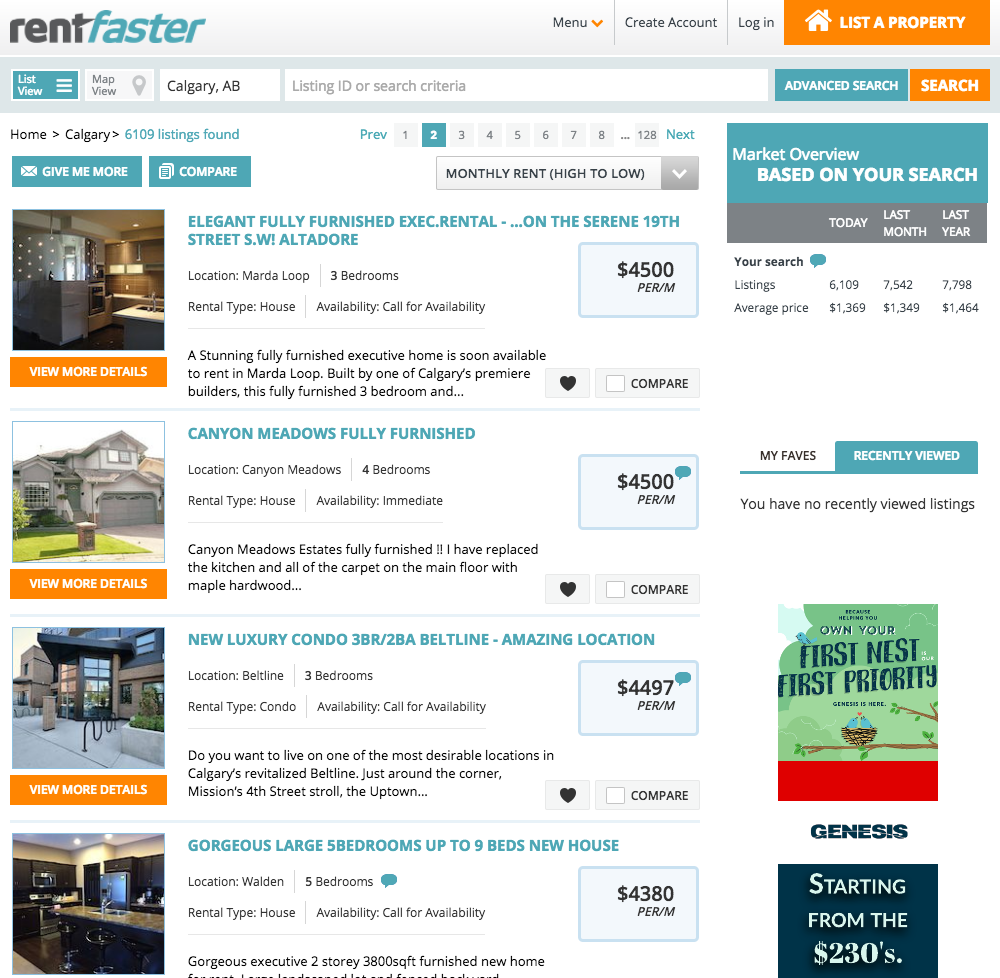 rentfaster
Menu
Create Account
Log in
LIST A PROPERTY
List View
Map View
Calgary, AB
Listing ID or search criteria
ADVANCED SEARCH
SEARCH
Home > Calgary> 6109 listings found
Prev 1 2 3 4 5 6 7 8 ... 128 Next
GIVE ME MORE
COMPARE
MONTHLY RENT (HIGH TO LOW)
ELEGANT FULLY FURNISHED EXEC.RENTAL - ...ON THE SERENE 19TH
STREET S.W! ALTADORE
Location: Marda Loop
3 Bedrooms
Rental Type: House
Availability: Call for Availability
$4500
PER/M
A Stunning fully furnished executive home is soon available
to rent in Marda Loop. Built by one of Calgary's premiere
builders, this fully furnished 3 bedroom and...
VIEW MORE DETAILS
COMPARE
CANYON MEADOWS FULLY FURNISHED
Location: Canyon Meadows
4 Bedrooms
Rental Type: House
Availability: Immediate
$4500
PER/M
Canyon Meadows Estates fully furnished !! I have replaced
the kitchen and all of the carpet on the main floor with
maple hardwood...
VIEW MORE DETAILS
COMPARE
NEW LUXURY CONDO 3BR/2BA BELTLINE - AMAZING LOCATION
Location: Beltline
3 Bedrooms
Rental Type: Condo
Availability: Call for Availability
$4497
PER/M
Do you want to live on one of the most desirable locations in
Calgary's revitalized Beltline. Just around the corner,
Mission's 4th Street stroll, the Uptown...
VIEW MORE DETAILS
COMPARE
GORGEOUS LARGE 5BEDROOMS UP TO 9 BEDS NEW HOUSE
Location: Walden
5 Bedrooms
Rental Type: House
Availability: Call for Availability
$4380
PER/M
Gorgeous executive 2 storey 3800sqft furnished new home
for rent. Large landscaped lot and fenced back yard
Market Overview
BASED ON YOUR SEARCH
TODAY
LAST MONTH
LAST YEAR
Your search
Listings 6,109 7,542 7,798
Average price $1,369 $1,349 $1,464
MY FAVES
RECENTLY VIEWED
You have no recently viewed listings
BECAUSE
HELPING YOU
OWN YOUR
FIRST NEST
IS OUR
FIRST PRIORITY
GENESIS IS HERE.
GENESIS
STARTING
FROM THE
$230's.